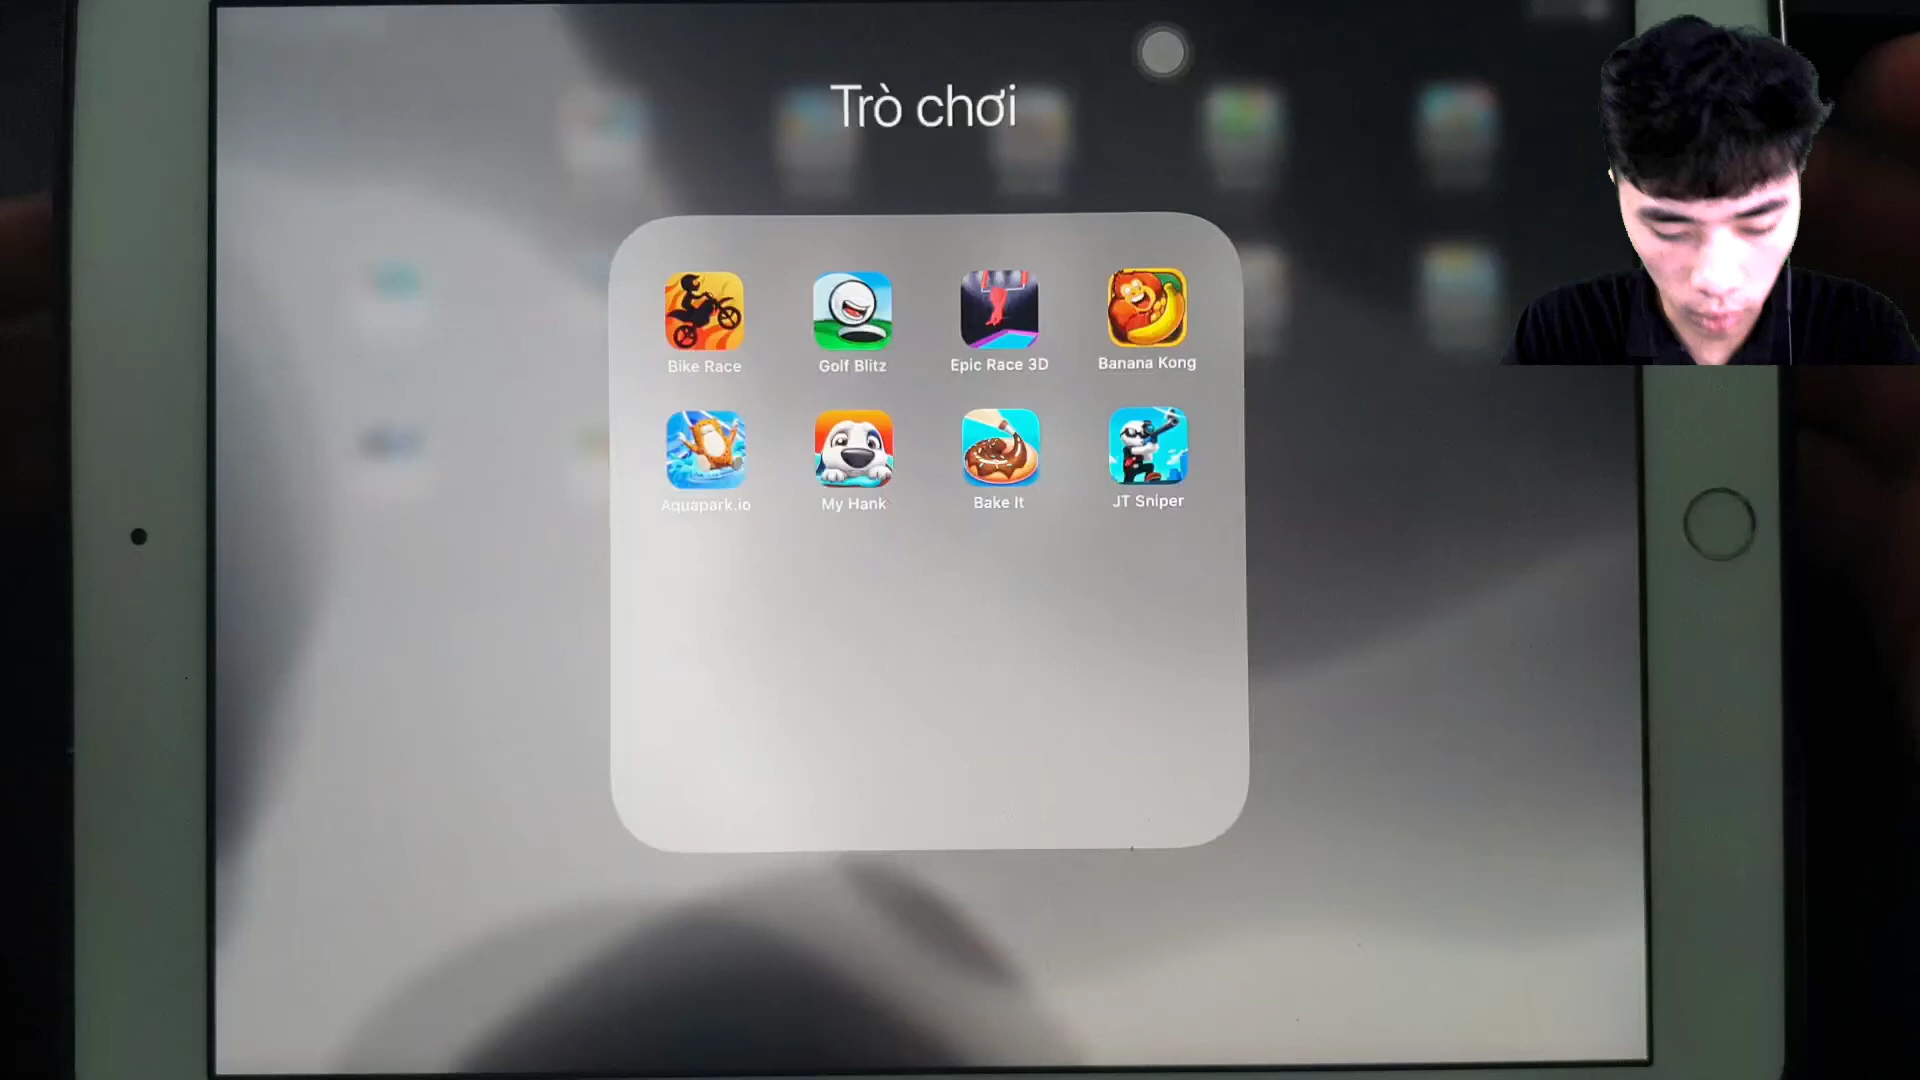 Trò chơi
Bike Race
Golf Blitz
Epic Race 3D
Banana Kong
Aquapark.io
My Hank
Bake It
JT Sniper